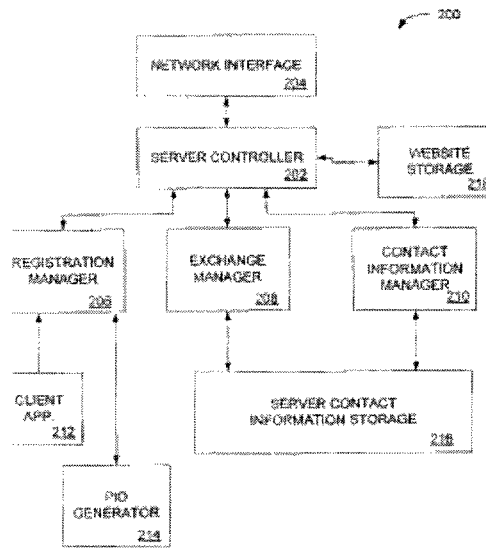 200
NETWORK INTERFACE
204
SERVER CONTROLLER
202
WEBSITE
STORAGE
REGISTRATION
MANAGER
206
EXCHANGE
MANAGER
208
CONTACT
INFORMATION
MANAGER
210
CLIENT
APP.
212
SERVER CONTACT
INFORMATION STORAGE
PID
GENERATOR
214